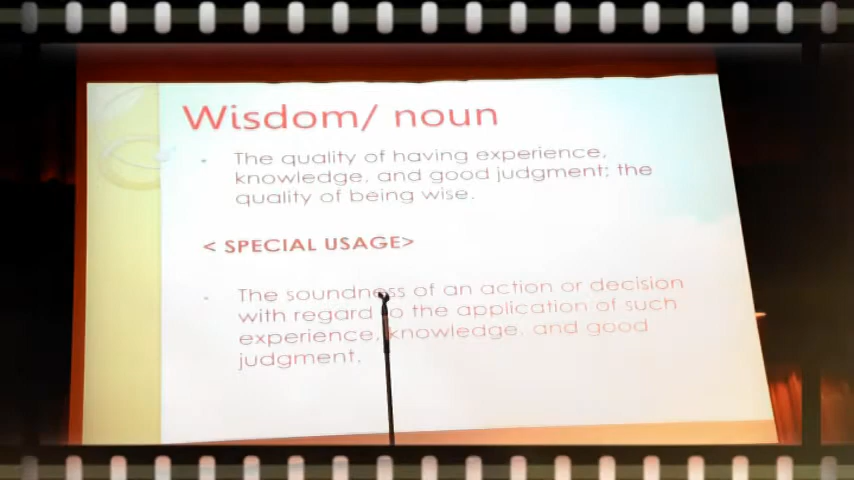 Wisdom/ noun
The quality of having experience,
knowledge, and good judgment; the
quality of being wise.
< SPECIAL USAGE>
The soundness of an action or decision
with regard to the application of such
experience, knowledge, and good
judgment.